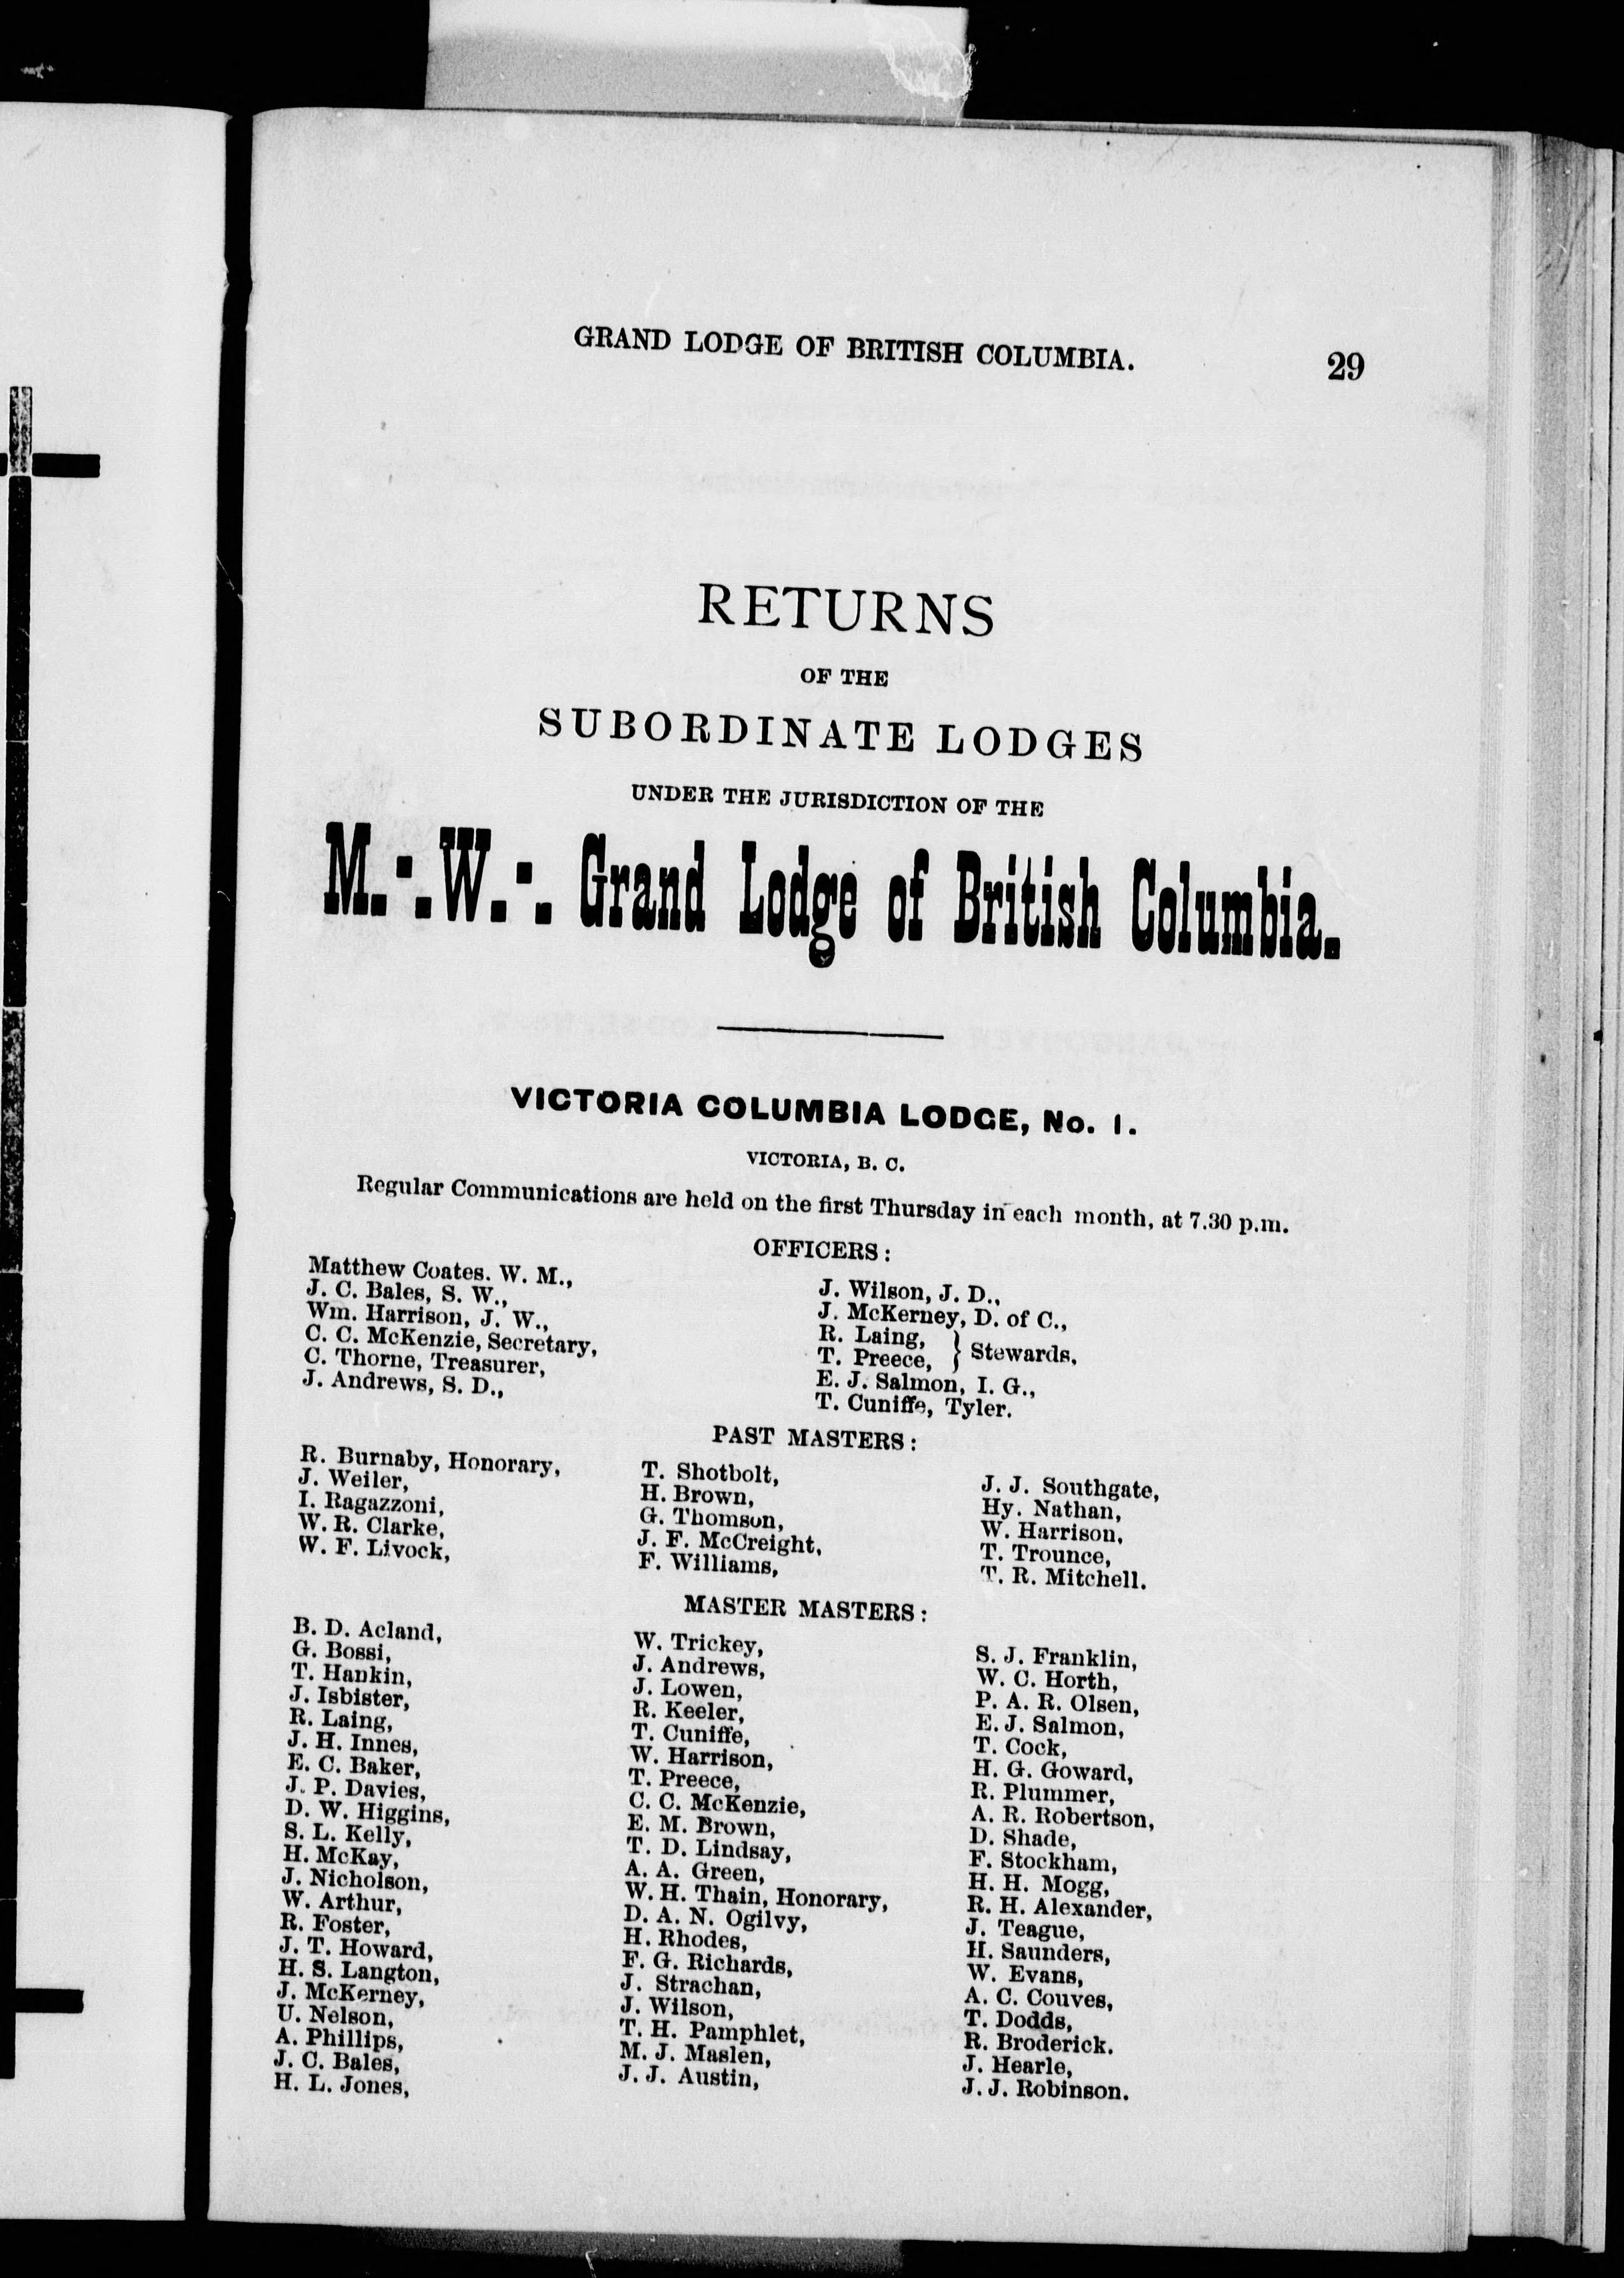 GRAND LODGE OF BRITISH COLUMBIA.
29
RETURNS
OF THE
SUBORDINATE LODGES
UNDER THE JURISDICTION OF THE
M.·.W.·. Grand Lodge of British Columbia.
VICTORIA COLUMBIA LODGE, No. 1.
VICTORIA, B. C.
Regular Communications are held on the first Thursday in each month, at 7.30 p.m.
OFFICERS:
Matthew Coates. W. M.,
J. C. Bales, S. W.,
Wm. Harrison, J. W.,
C. C. McKenzie, Secretary,
C. Thorne, Treasurer,
J. Andrews, S. D.,
J. Wilson, J. D.,
J. McKerney, D. of C.,
R. Laing,
T. Preece, } Stewards,
E. J. Salmon, I. G.,
T. Cuniffe, Tyler.
PAST MASTERS:
R. Burnaby, Honorary,
J. Weiler,
I. Ragazzoni,
W. R. Clarke,
W. F. Livock,
T. Shotbolt,
H. Brown,
G. Thomson,
J. F. McCreight,
F. Williams,
J. J. Southgate,
Hy. Nathan,
W. Harrison,
T. Trounce,
T. R. Mitchell.
MASTER MASTERS:
B. D. Acland,
G. Bossi,
T. Hankin,
J. Isbister,
R. Laing,
J. H. Innes,
E. C. Baker,
J. P. Davies,
D. W. Higgins,
S. L. Kelly,
H. McKay,
J. Nicholson,
W. Arthur,
R. Foster,
J. T. Howard,
H. S. Langton,
J. McKerney,
U. Nelson,
A. Phillips,
J. C. Bales,
H. L. Jones,
W. Trickey,
J. Andrews,
J. Lowen,
R. Keeler,
T. Cuniffe,
W. Harrison,
T. Preece,
C. C. McKenzie,
E. M. Brown,
T. D. Lindsay,
A. A. Green,
W. H. Thain, Honorary,
D. A. N. Ogilvy,
H. Rhodes,
F. G. Richards,
J. Strachan,
J. Wilson,
T. H. Pamphlet,
M. J. Maslen,
J. J. Austin,
S. J. Franklin,
W. C. Horth,
P. A. R. Olsen,
E. J. Salmon,
T. Cock,
H. G. Goward,
R. Plummer,
A. R. Robertson,
D. Shade,
F. Stockham,
H. H. Mogg,
R. H. Alexander,
J. Teague,
H. Saunders,
W. Evans,
A. C. Couves,
T. Dodds,
R. Broderick.
J. Hearle,
J. J. Robinson.